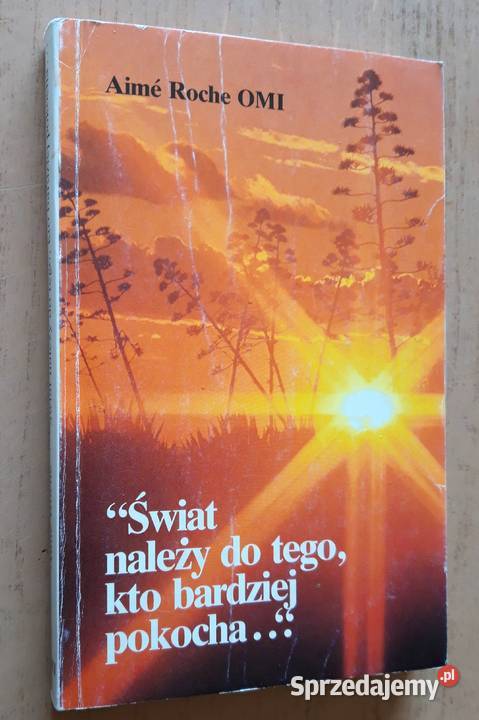 Aimé Roche OMI
“Świat
należy do tego,
kto bardziej
pokocha...“
Sprzedajemy.pl